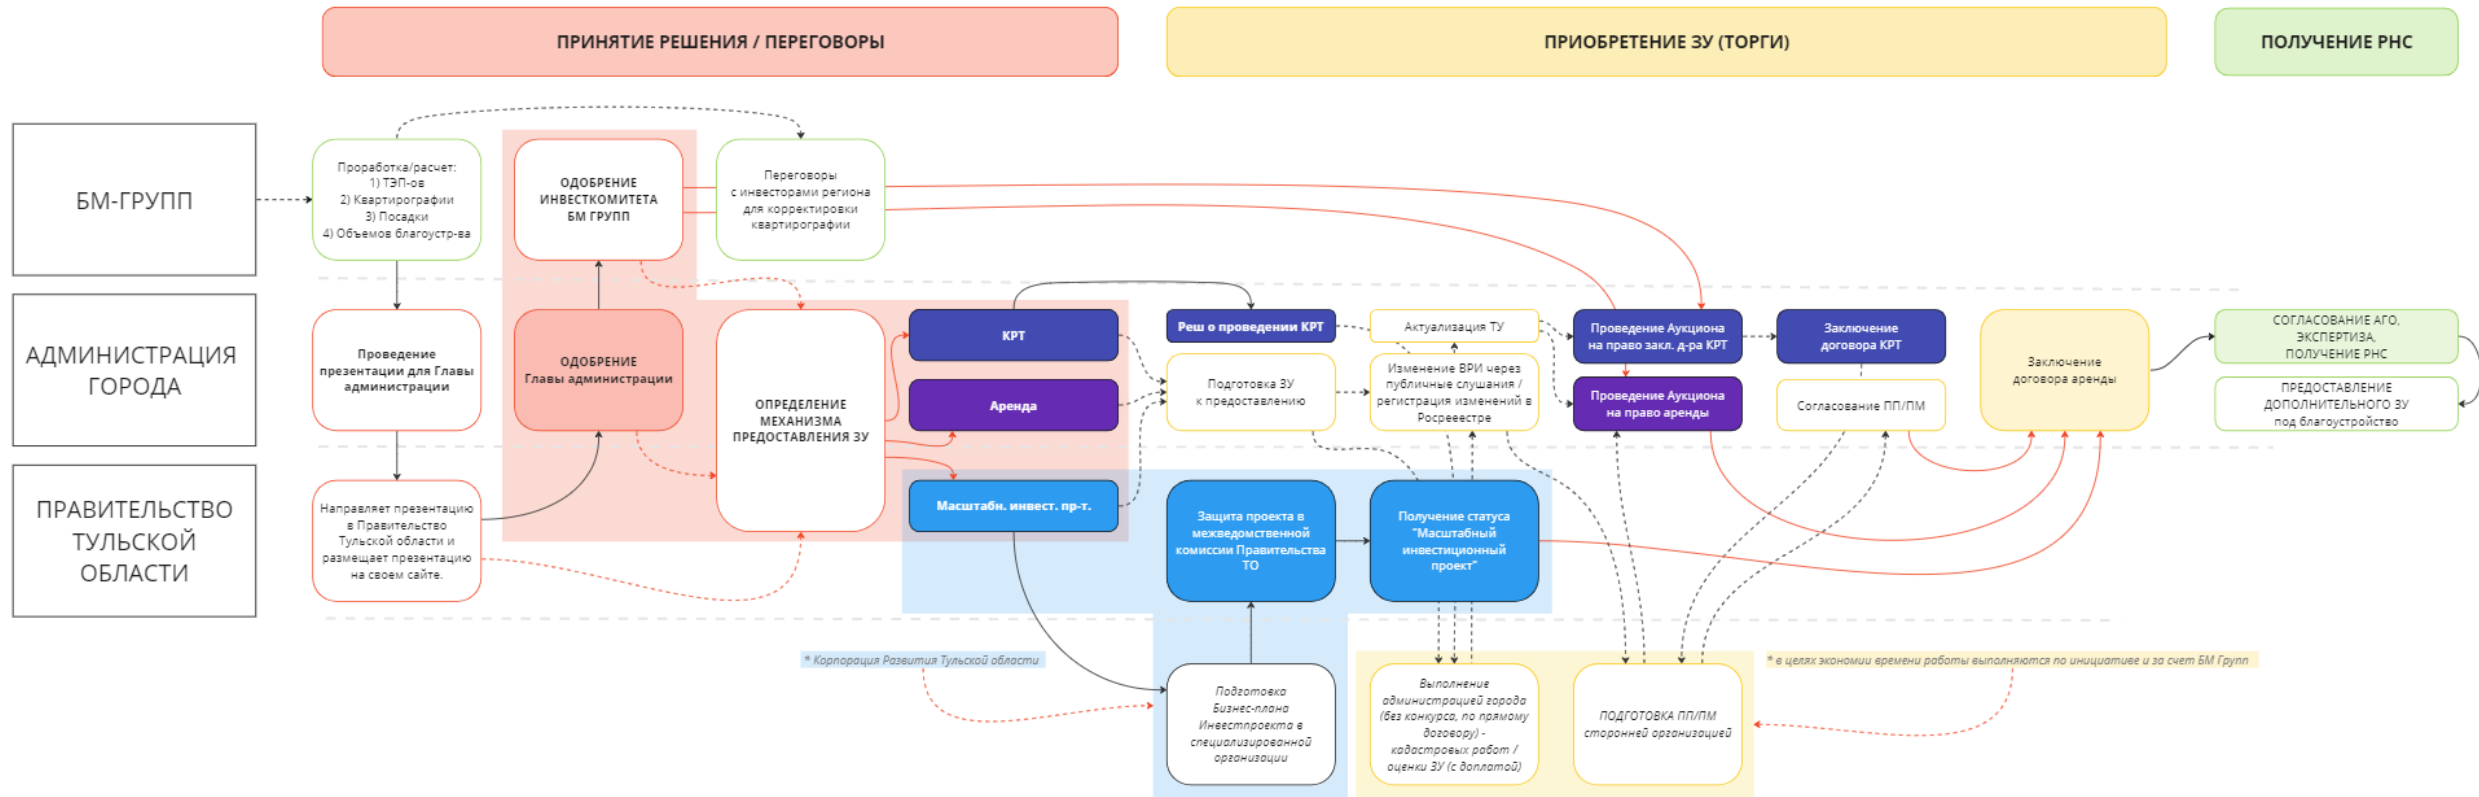 ПРИНЯТИЕ РЕШЕНИЯ / ПЕРЕГОВОРЫ
ПРИОБРЕТЕНИЕ ЗУ (ТОРГИ)
ПОЛУЧЕНИЕ РНС
БМ-ГРУПП
Проработка/расчет:
1) ТЭП-ов
2) Квартирографии
3) Посадки
4) Объемов благоустр-ва
ОДОБРЕНИЕ
ИНВЕСТКОМИТЕТА
БМ ГРУПП
Переговоры
с инвесторами региона
для корректировки
квартирографии
АДМИНИСТРАЦИЯ
ГОРОДА
Проведение
презентации для Главы
администрации
ОДОБРЕНИЕ
Главы администрации
ОПРЕДЕЛЕНИЕ
МЕХАНИЗМА
ПРЕДОСТАВЛЕНИЯ ЗУ
КРТ
Аренда
Реш о проведении КРТ
Подготовка ЗУ
к предоставлению
Актуализация ТУ
Изменение ВРИ через
публичные слушания /
регистрация изменений в
Росреестре
Проведение Аукциона
на право закл. д-ра КРТ
Проведение Аукциона
на право аренды
Заключение
договора КРТ
Согласование ПП/ПМ
Заключение
договора аренды
СОГЛАСОВАНИЕ АГО,
ЭКСПЕРТИЗА,
ПОЛУЧЕНИЕ РНС
ПРЕДОСТАВЛЕНИЕ
ДОПОЛНИТЕЛЬНОГО ЗУ
под благоустройство
ПРАВИТЕЛЬСТВО
ТУЛЬСКОЙ
ОБЛАСТИ
Направляет презентацию
в Правительство
Тульской области и
размещает презентацию
на своем сайте.
Масштабн. инвест. пр-т.
Защита проекта в
межведомственной
комиссии Правительства
ТО
Получение статуса
"Масштабный
инвестиционный
проект"
* Корпорация Развития Тульской области
* в целях экономии времени работы выполняются по инициативе и за счет БМ Групп
Подготовка
Бизнес-плана
Инвестпроекта в
специализированной
организации
Выполнение
администрацией города
(без конкурса, по прямому
договору) -
кадастровых работ /
оценки ЗУ (с доплатой)
ПОДГОТОВКА ПП/ПМ
сторонней организацией